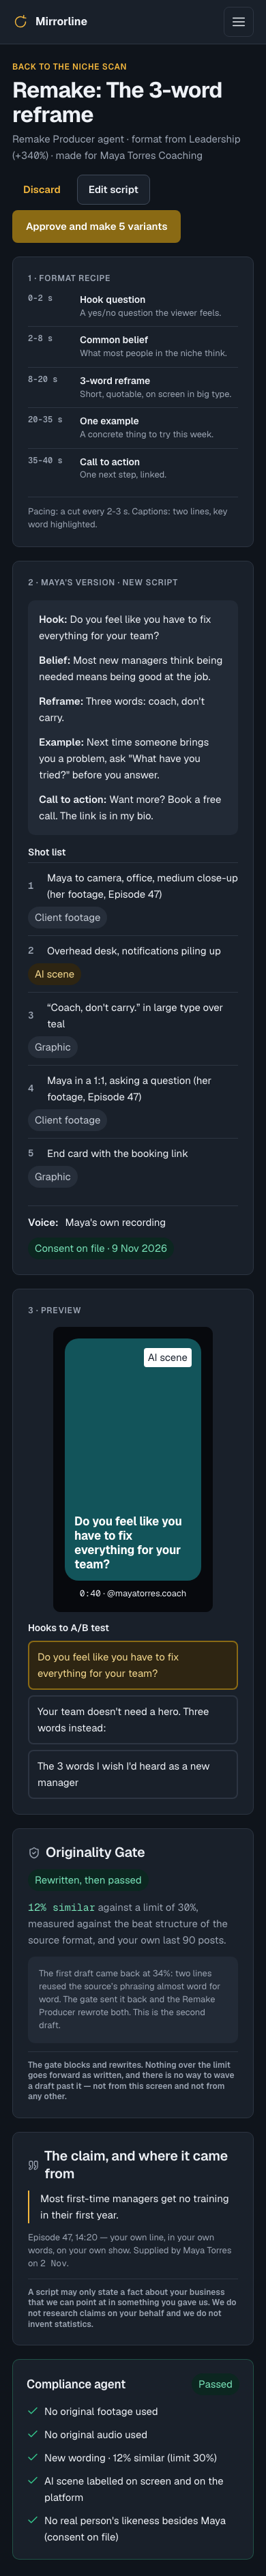 Mirrorline
BACK TO THE NICHE SCAN
Remake: The 3-word
reframe
Remake Producer agent · format from Leadership
(+340%) · made for Maya Torres Coaching
Discard
Edit script
Approve and make 5 variants
1 · FORMAT RECIPE
0-2 s
Hook question
A yes/no question the viewer feels.
2-8 s
Common belief
What most people in the niche think.
8-20 s
3-word reframe
Short, quotable, on screen in big type.
20-35 s
One example
A concrete thing to try this week.
35-40 s
Call to action
One next step, linked.
Pacing: a cut every 2-3 s. Captions: two lines, key
word highlighted.
2 · MAYA'S VERSION · NEW SCRIPT
Hook: Do you feel like you have to fix
everything for your team?
Belief: Most new managers think being
needed means being good at the job.
Reframe: Three words: coach, don't
carry.
Example: Next time someone brings
you a problem, ask "What have you
tried?" before you answer.
Call to action: Want more? Book a free
call. The link is in my bio.
Shot list
1
Maya to camera, office, medium close-up
(her footage, Episode 47)
Client footage
2
Overhead desk, notifications piling up
AI scene
3
“Coach, don't carry.” in large type over
teal
Graphic
4
Maya in a 1:1, asking a question (her
footage, Episode 47)
Client footage
5
End card with the booking link
Graphic
Voice: Maya's own recording
Consent on file · 9 Nov 2026
3 · PREVIEW
AI scene
Do you feel like you
have to fix
everything for your
team?
0:40 · @mayatorres.coach
Hooks to A/B test
Do you feel like you have to fix
everything for your team?
Your team doesn't need a hero. Three
words instead:
The 3 words I wish I'd heard as a new
manager
Originality Gate
Rewritten, then passed
12% similar against a limit of 30%,
measured against the beat structure of the
source format, and your own last 90 posts.
The first draft came back at 34%: two lines
reused the source's phrasing almost word for
word. The gate sent it back and the Remake
Producer rewrote both. This is the second
draft.
The gate blocks and rewrites. Nothing over the limit
goes forward as written, and there is no way to wave
a draft past it — not from this screen and not from
any other.
The claim, and where it came
from
Most first-time managers get no training
in their first year.
Episode 47, 14:20 — your own line, in your own
words, on your own show. Supplied by Maya Torres
on 2 Nov.
A script may only state a fact about your business
that we can point at in something you gave us. We do
not research claims on your behalf and we do not
invent statistics.
Compliance agent
Passed
No original footage used
No original audio used
New wording · 12% similar (limit 30%)
AI scene labelled on screen and on the
platform
No real person's likeness besides Maya
(consent on file)